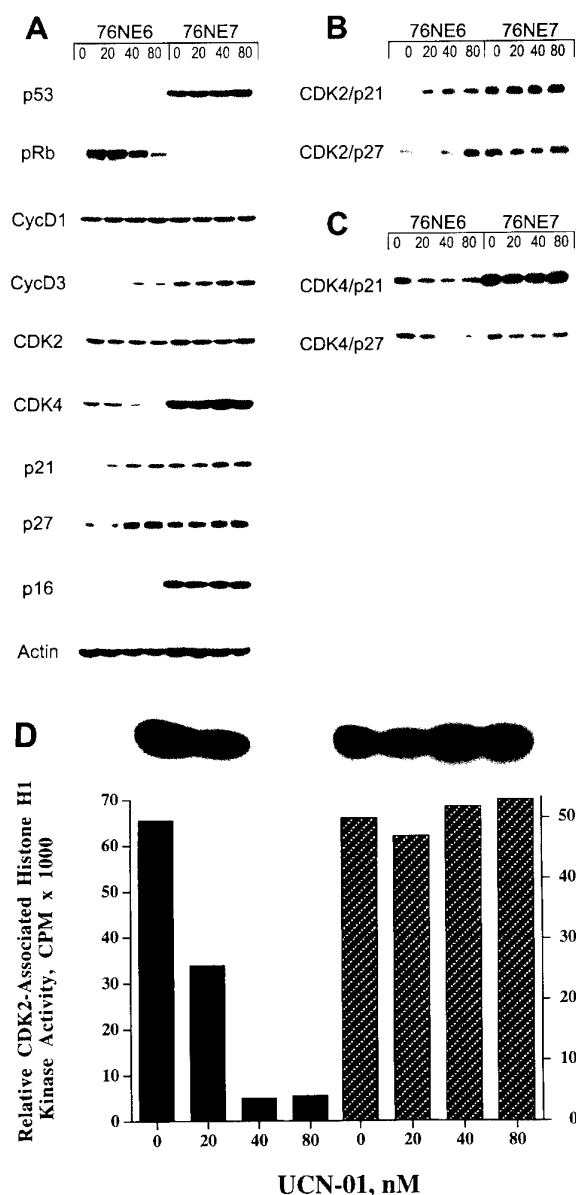 A
76NE6 76NE7
0 20 40 80 0 20 40 80
p53
pRb
CycD1
CycD3
CDK2
CDK4
p21
p27
p16
Actin
B
76NE6 76NE7
0 20 40 80 0 20 40 80
CDK2/p21
CDK2/p27
C
76NE6 76NE7
0 20 40 80 0 20 40 80
CDK4/p21
CDK4/p27
D
Relative CDK2-Associated Histone H1
Kinase Activity, CPM x 1000
70
60
50
40
30
20
10
0
50
40
30
20
10
0
0 20 40 80 0 20 40 80
UCN-01, nM